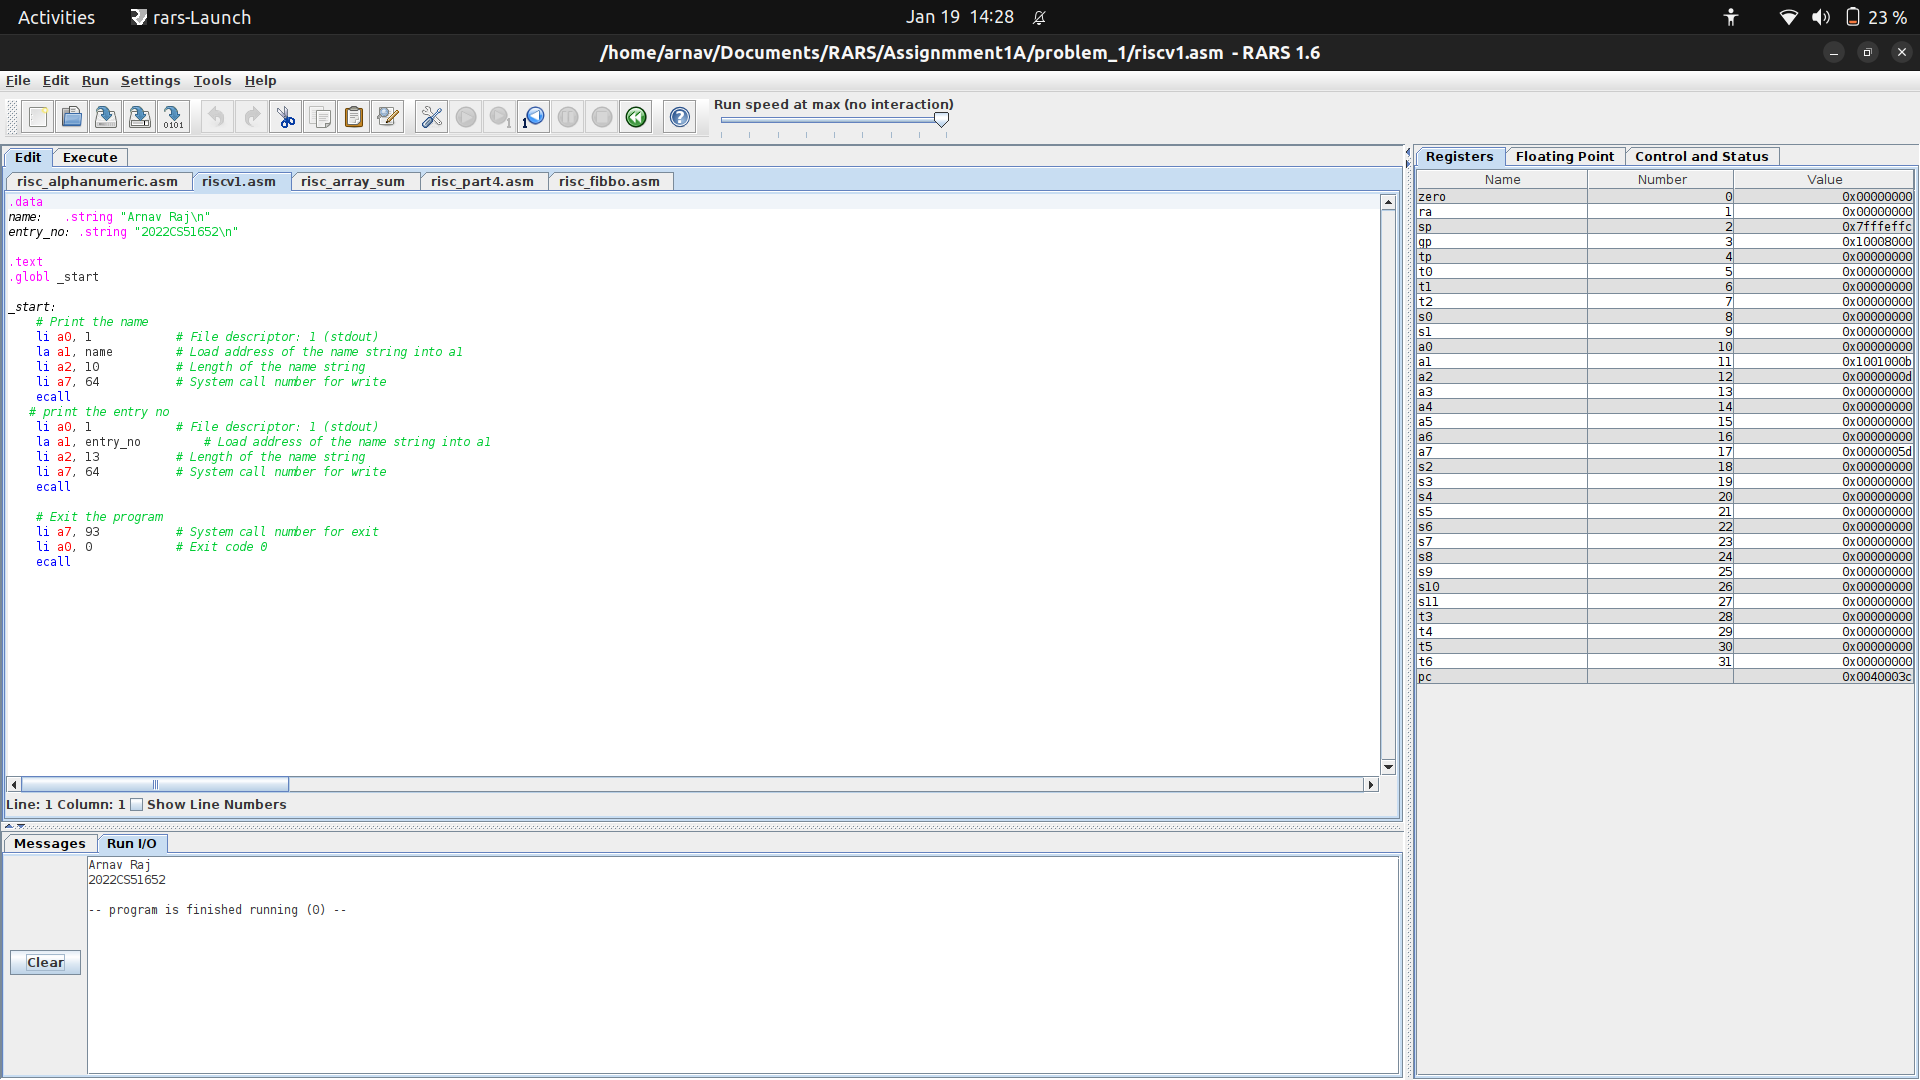 Activities rars-Launch Jan 19 14:28 23 %
/home/arnav/Documents/RARS/Assignmment1A/problem_1/riscv1.asm - RARS 1.6
File Edit Run Settings Tools Help
Run speed at max (no interaction)
Edit Execute
risc_alphanumeric.asm riscv1.asm risc_array_sum risc_part4.asm risc_fibbo.asm
.data
name: .string "Arnav Raj\n"
entry_no: .string "2022CS51652\n"
.text
.globl _start
_start:
# Print the name
li a0, 1 # File descriptor: 1 (stdout)
la a1, name # Load address of the name string into a1
li a2, 10 # Length of the name string
li a7, 64 # System call number for write
ecall
# print the entry no
li a0, 1 # File descriptor: 1 (stdout)
la a1, entry_no # Load address of the name string into a1
li a2, 13 # Length of the name string
li a7, 64 # System call number for write
ecall
# Exit the program
li a7, 93 # System call number for exit
li a0, 0 # Exit code 0
ecall
Line: 1 Column: 1 Show Line Numbers
Messages Run I/O
Arnav Raj
2022CS51652
-- program is finished running (0) --
Clear
Registers Floating Point Control and Status
Name Number Value
zero 0 0x00000000
ra 1 0x00000000
sp 2 0x7fffeffc
gp 3 0x10008000
tp 4 0x00000000
t0 5 0x00000000
t1 6 0x00000000
t2 7 0x00000000
s0 8 0x00000000
s1 9 0x00000000
a0 10 0x00000000
a1 11 0x1001000b
a2 12 0x0000000d
a3 13 0x00000000
a4 14 0x00000000
a5 15 0x00000000
a6 16 0x00000000
a7 17 0x0000005d
s2 18 0x00000000
s3 19 0x00000000
s4 20 0x00000000
s5 21 0x00000000
s6 22 0x00000000
s7 23 0x00000000
s8 24 0x00000000
s9 25 0x00000000
s10 26 0x00000000
s11 27 0x00000000
t3 28 0x00000000
t4 29 0x00000000
t5 30 0x00000000
t6 31 0x00000000
pc 0x0040003c